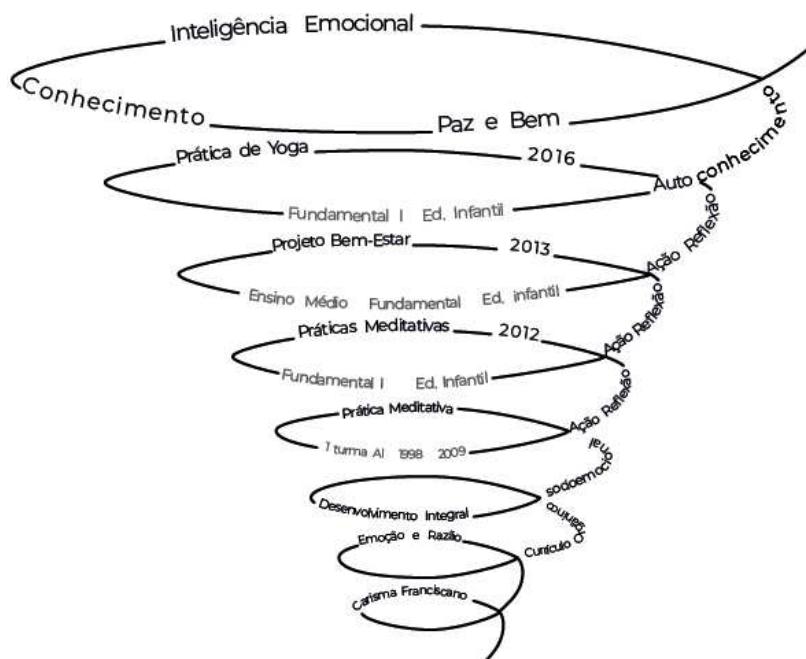 Inteligência Emocional
Conhecimento
Paz e Bem
Autoconhecimento
Prática de Yoga 2016
Fundamental I Ed. Infantil
Ação Reflexão
Projeto Bem-Estar 2013
Ensino Médio Fundamental Ed. infantil
Ação Reflexão
Práticas Meditativas 2012
Fundamental I Ed. Infantil
Ação Reflexão
Prática Meditativa
1 turma AI 1998 2009
socioemocional
Desenvolvimento Integral
Currículo Orgânico
Emoção e Razão
Carisma Franciscano